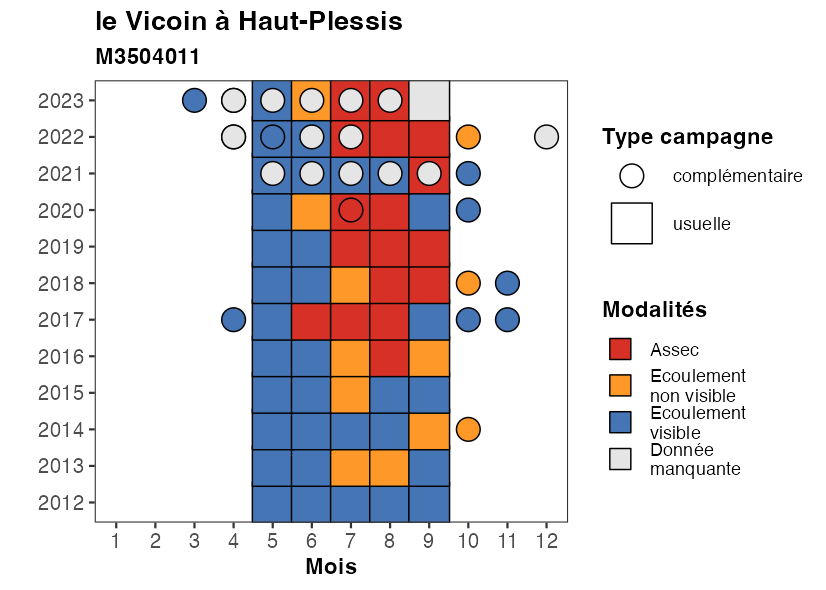 le Vicoin à Haut-Plessis
M3504011
2023
2022
2021
2020
2019
2018
2017
2016
2015
2014
2013
2012
1 2 3 4 5 6 7 8 9 10 11 12
Mois
Type campagne
complémentaire
usuelle
Modalités
Assec
Ecoulement
non visible
Ecoulement
visible
Donnée
manquante